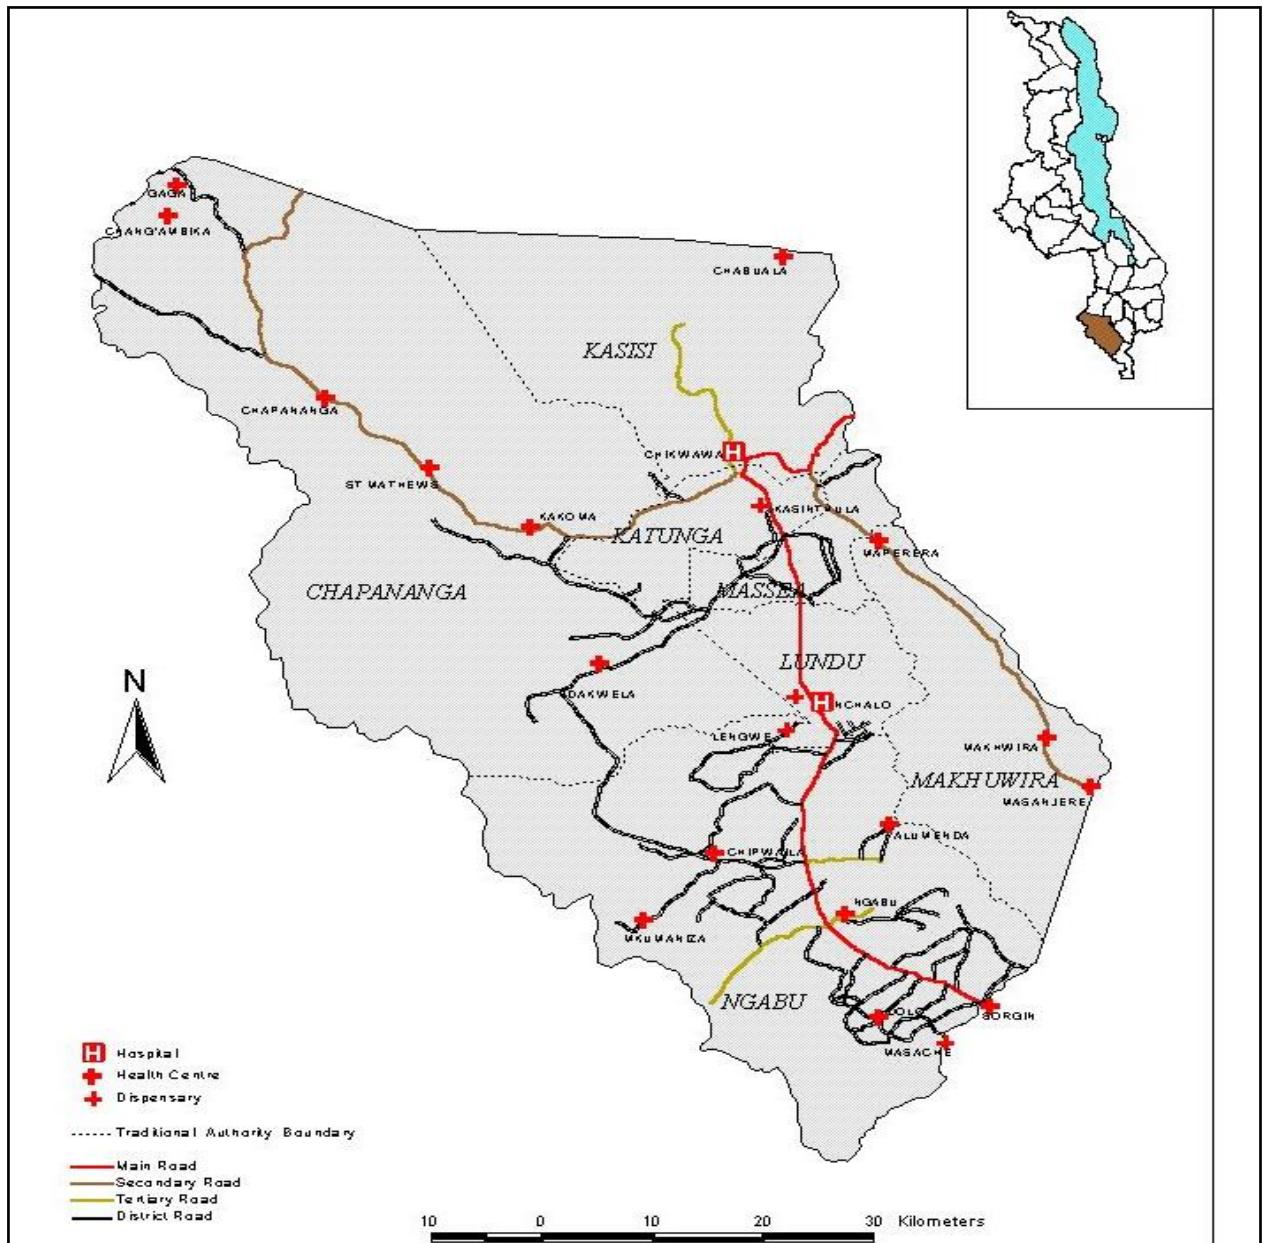 GAGA
CHANG'AMBIKA
CHABUALA
KASISI
CHAPANANGA
CHIKWAWA
ST MATHEWS
KASINTHULA
KAKOMA
KATUNGA
MAPERERA
MASSEA
CHAPANANGA
LUNDU
N
DAKWELA
NCHALO
LENGWE
MAKHWIRA
MAKHUWIRA
MASANJERE
ALUMENDA
CHIPWAILA
NGABU
MKUMANIZA
NGABU
DOLO
SORGIN
MASACHE
H Hospital
Health Centre
Dispensary
Traditional Authority Boundary
Main Road
Secondary Road
Tertiary Road
District Road
10 0 10 20 30 Kilometers